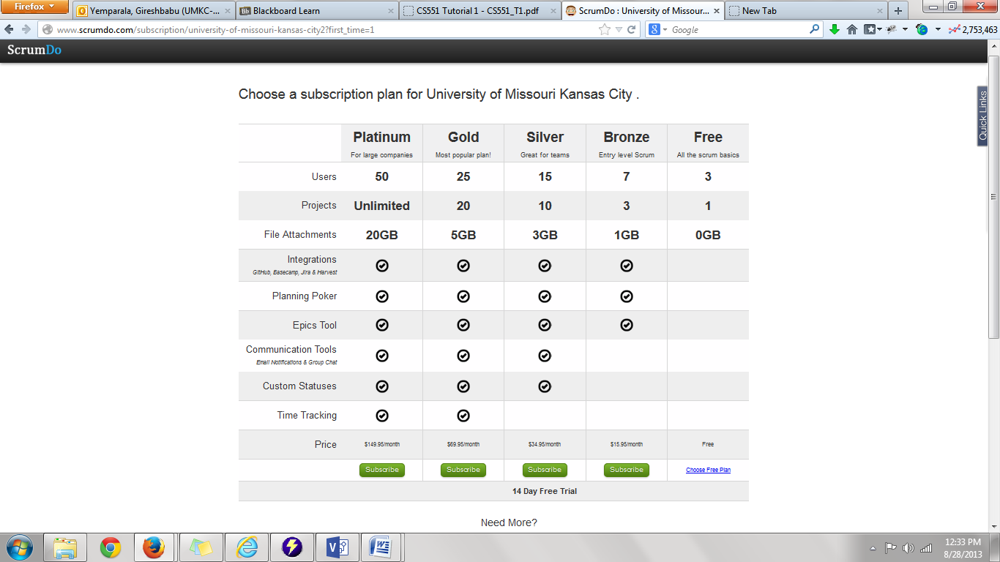 Firefox
Yemparala, Gireshbabu (UMKC-...
Bb Blackboard Learn
CS551 Tutorial 1 - CS551_T1.pdf
ScrumDo : University of Missour...
New Tab
www.scrumdo.com/subscription/university-of-missouri-kansas-city2?first_time=1
Google
2,753,463
ScrumDo
Quick Links
Choose a subscription plan for University of Missouri Kansas City .
Platinum Gold Silver Bronze Free
For large companies Most popular plan! Great for teams Entry level Scrum All the scrum basics
Users 50 25 15 7 3
Projects Unlimited 20 10 3 1
File Attachments 20GB 5GB 3GB 1GB 0GB
Integrations
GitHub, Basecamp, Jira & Harvest
Planning Poker
Epics Tool
Communication Tools
Email Notifications & Group Chat
Custom Statuses
Time Tracking
Price $149.95/month $69.95/month $34.95/month $15.95/month Free
Subscribe Subscribe Subscribe Subscribe Choose Free Plan
14 Day Free Trial
Need More?
12:33 PM
8/28/2013